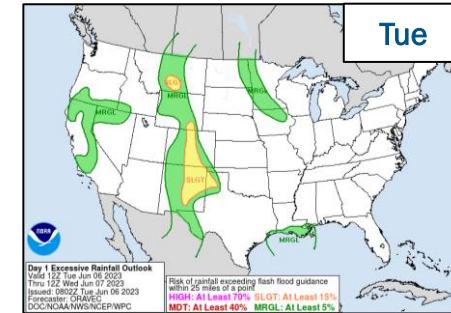 Tue
SLGT
MRGL
MRGL
MRGL
SLGT
MRGL
NOAA
Day 1 Excessive Rainfall Outlook
Valid 12Z Tue Jun 06 2023
Thru 12Z Wed Jun 07 2023
Issued: 0802Z Tue Jun 06 2023
Forecaster: ORAVEC
DOC/NOAA/NWS/NCEP/WPC
Risk of rainfall exceeding flash flood guidance
within 25 miles of a point
HIGH: At Least 70% SLGT: At Least 15%
MDT: At Least 40% MRGL: At Least 5%